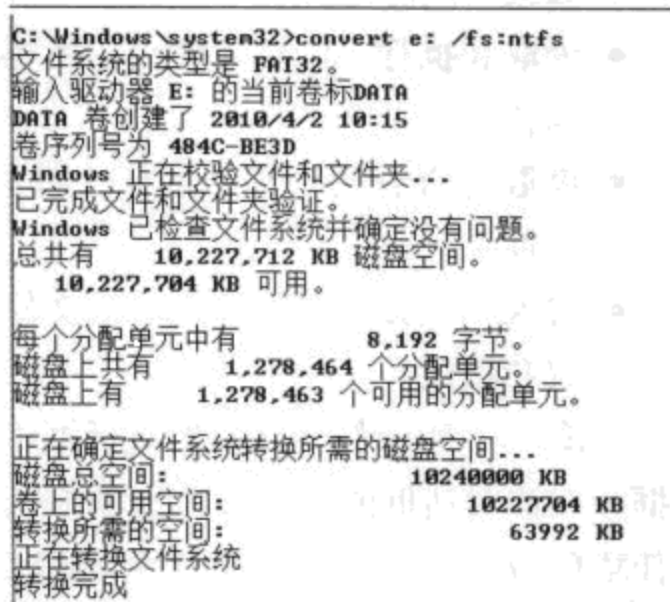 C:\Windows\system32>convert e: /fs:ntfs
文件系统的类型是 FAT32。
输入驱动器 E: 的当前卷标DATA
DATA 卷创建了 2010/4/2 10:15
卷序列号为 484C-BE3D
Windows 正在校验文件和文件夹...
已完成文件和文件夹验证。
Windows 已检查文件系统并确定没有问题。
总共有 10,227,712 KB 磁盘空间。
10,227,704 KB 可用。
每个分配单元中有 8,192 字节。
磁盘上共有 1,278,464 个分配单元。
磁盘上有 1,278,463 个可用的分配单元。
正在确定文件系统转换所需的磁盘空间...
磁盘总空间: 10240000 KB
卷上的可用空间: 10227704 KB
转换所需的空间: 63992 KB
正在转换文件系统
转换完成